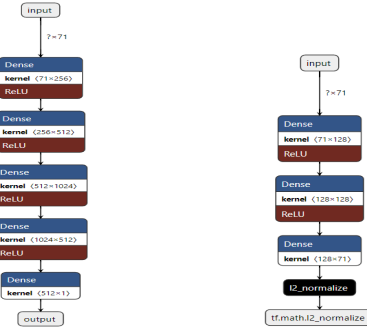 input
?×71
Dense
kernel ⟨71×256⟩
ReLU
Dense
kernel ⟨256×512⟩
ReLU
Dense
kernel ⟨512×1024⟩
ReLU
Dense
kernel ⟨1024×512⟩
ReLU
Dense
kernel ⟨512×1⟩
output
input
?×71
Dense
kernel ⟨71×128⟩
ReLU
Dense
kernel ⟨128×128⟩
ReLU
Dense
kernel ⟨128×71⟩
l2_normalize
tf.math.l2_normalize